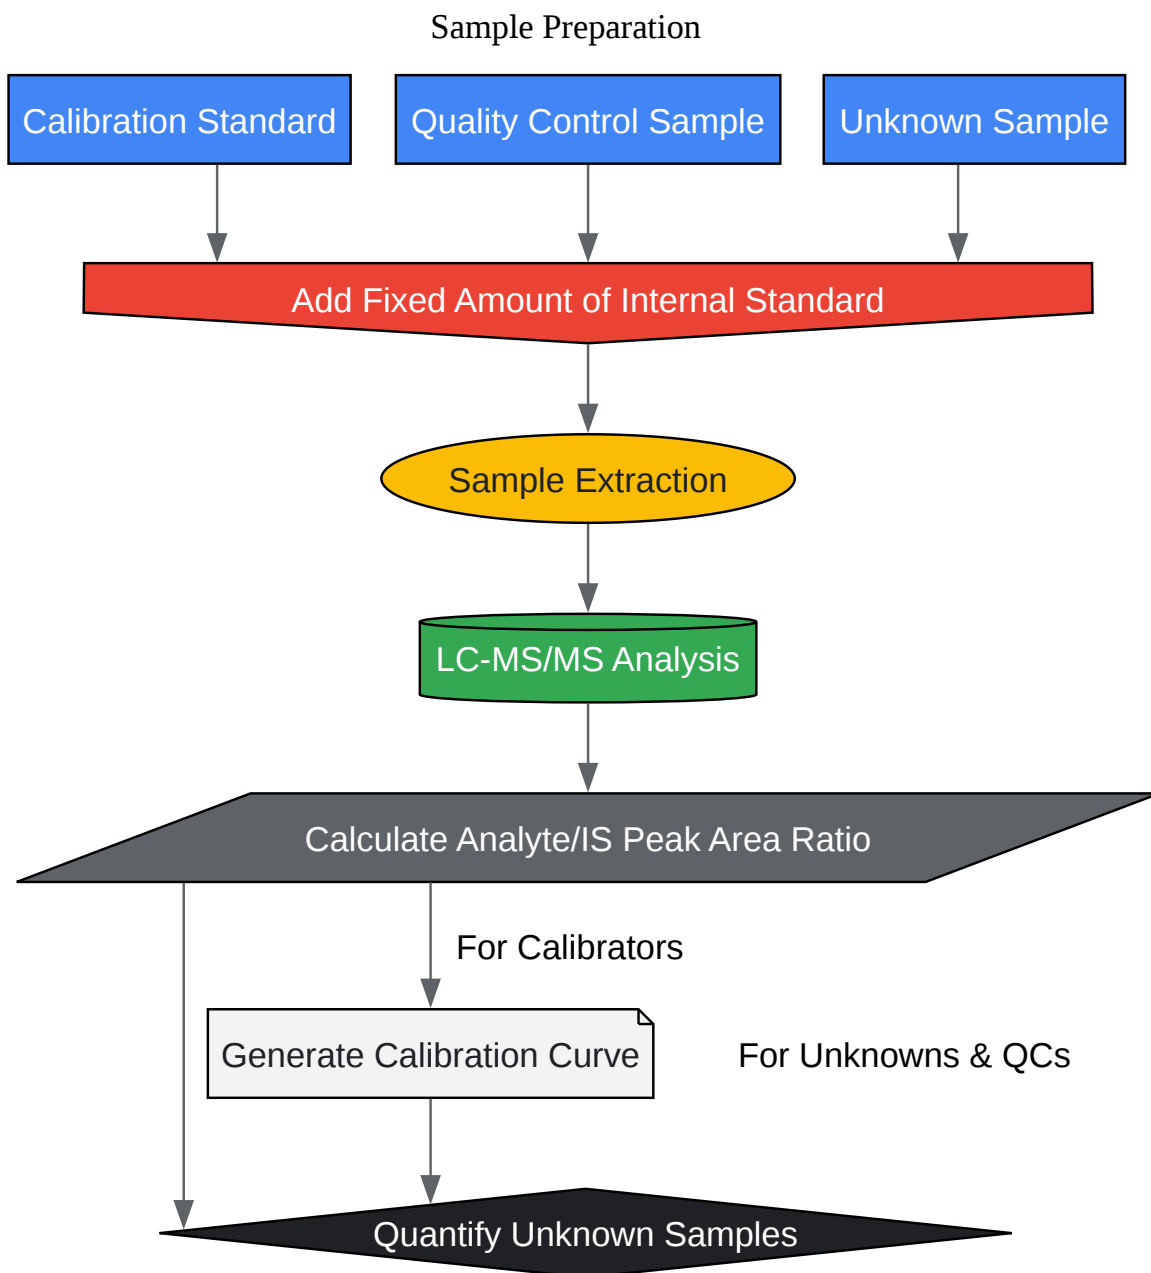 Sample Preparation
Calibration Standard
Quality Control Sample
Unknown Sample
Add Fixed Amount of Internal Standard
Sample Extraction
LC-MS/MS Analysis
Calculate Analyte/IS Peak Area Ratio
For Calibrators
Generate Calibration Curve
For Unknowns & QCs
Quantify Unknown Samples